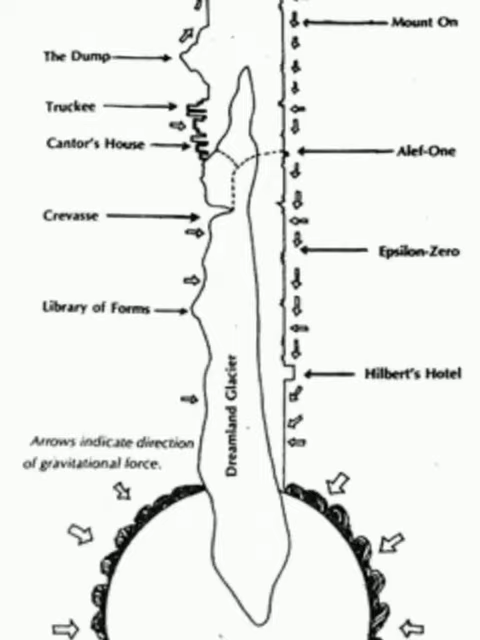 Mount On
The Dump
Truckee
Cantor's House
Alef-One
Crevasse
Epsilon-Zero
Library of Forms
Hilbert's Hotel
Dreamland Glacier
Arrows indicate direction
of gravitational force.